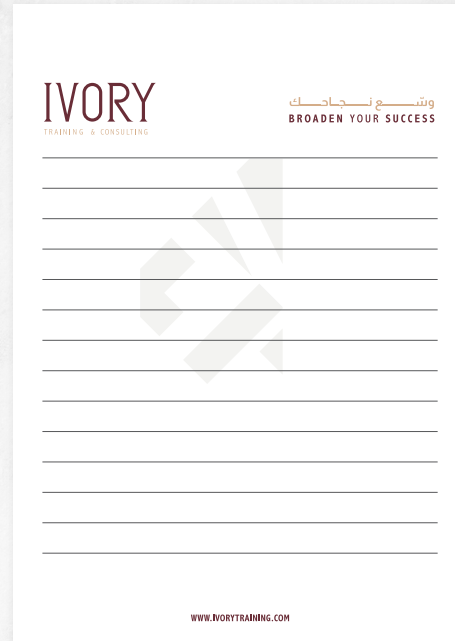 IVORY
TRAINING & CONSULTING
وسّع نجاحك
BROADEN YOUR SUCCESS
WWW.IVORYTRAINING.COM